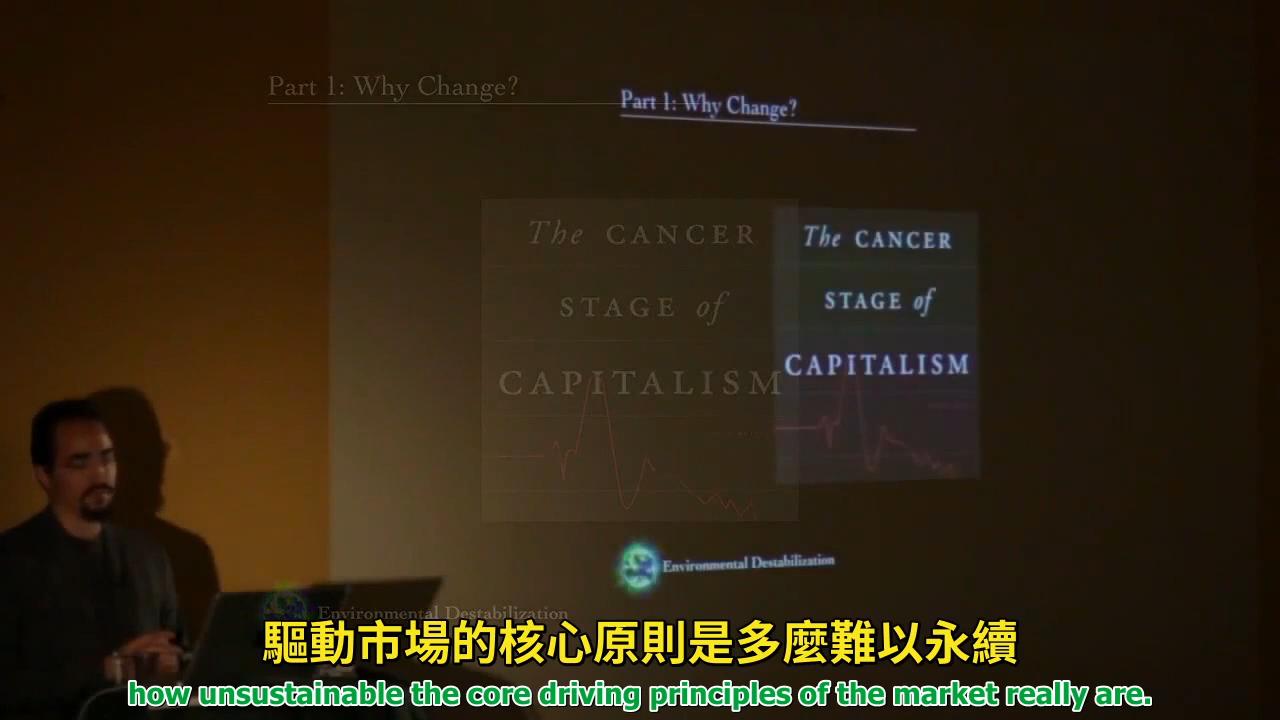 Part 1: Why Change?
Part 1: Why Change?
The CANCER
STAGE of
CAPITALISM
The CANCER
STAGE of
CAPITALISM
Environmental Destabilization
Environmental Destabilization
驅動市場的核心原則是多麼難以永續
how unsustainable the core driving principles of the market really are.